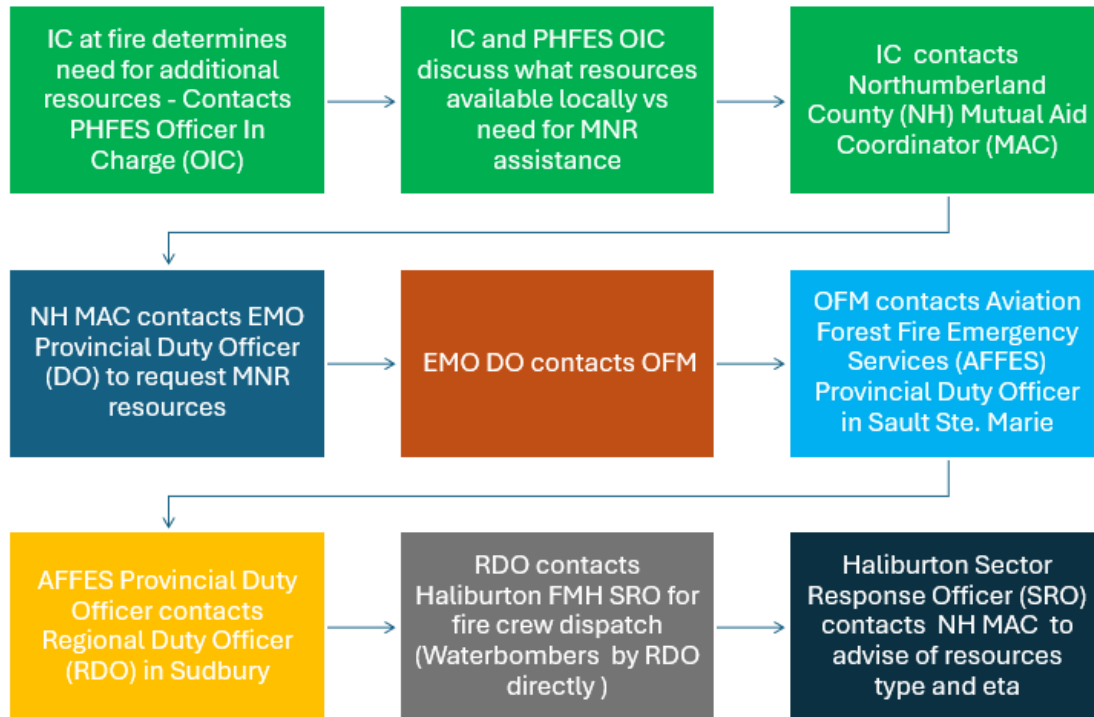 IC at fire determines
need for additional
resources - Contacts
PHFES Officer In
Charge (OIC)
IC and PHFES OIC
discuss what resources
available locally vs
need for MNR
assistance
IC contacts
Northumberland
County (NH) Mutual Aid
Coordinator (MAC)
NH MAC contacts EMO
Provincial Duty Officer
(DO) to request MNR
resources
EMO DO contacts OFM
OFM contacts Aviation
Forest Fire Emergency
Services (AFFES)
Provincial Duty Officer
in Sault Ste. Marie
AFFES Provincial Duty
Officer contacts
Regional Duty Officer
(RDO) in Sudbury
RDO contacts
Haliburton FMH SRO for
fire crew dispatch
(Waterbombers by RDO
directly )
Haliburton Sector
Response Officer (SRO)
contacts NH MAC to
advise of resources
type and eta